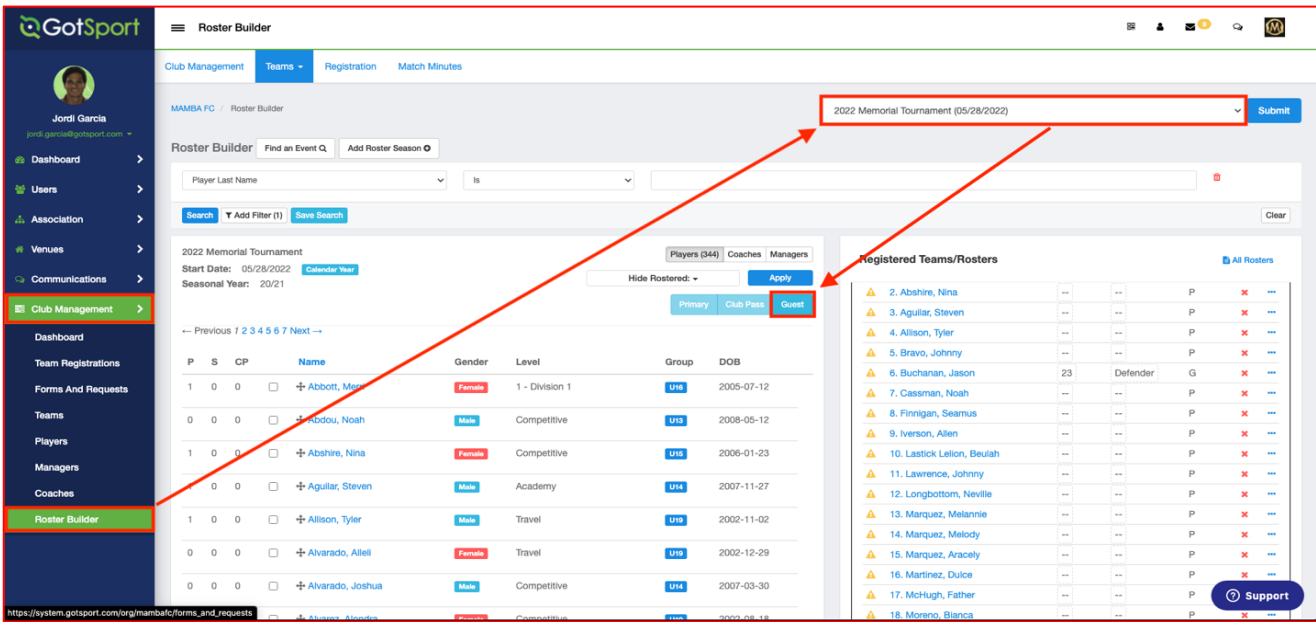 GotSport
Roster Builder
3
Jordi Garcia
jordi.garcia@gotsport.com
Dashboard
Users
Association
Venues
Communications
Club Management
Dashboard
Team Registrations
Forms And Requests
Teams
Players
Managers
Coaches
Roster Builder
https://system.gotsport.com/org/mambafc/forms_and_requests
Club Management Teams Registration Match Minutes
MAMBA FC / Roster Builder
2022 Memorial Tournament (05/28/2022) Submit
Roster Builder Find an Event Add Roster Season
Player Last Name Is
Search Add Filter (1) Save Search Clear
2022 Memorial Tournament
Start Date: 05/28/2022 Calendar Year
Seasonal Year: 20/21
Players (344) Coaches Managers
Hide Rostered: Apply
Primary Club Pass Guest
← Previous 1 2 3 4 5 6 7 Next →
P S CP Name Gender Level Group DOB
1 0 0 Abbott, Female 1 - Division 1 U16 2005-07-12
0 0 0 Abdou, Noah Male Competitive U13 2008-05-12
1 0 0 Abshire, Nina Female Competitive U15 2006-01-23
0 0 Aguilar, Steven Male Academy U14 2007-11-27
1 0 0 Allison, Tyler Male Travel U19 2002-11-02
0 0 0 Alvarado, Alleli Female Travel U19 2002-12-29
0 0 0 Alvarado, Joshua Male Competitive U14 2007-03-30
0 0 0 Alvarez, Alondra Female Competitive 2002-08-18
Registered Teams/Rosters All Rosters
2. Abshire, Nina -- -- P
3. Aguilar, Steven -- -- P
4. Allison, Tyler -- -- P
5. Bravo, Johnny -- -- P
6. Buchanan, Jason 23 Defender G
7. Cassman, Noah -- -- P
8. Finnigan, Seamus -- -- P
9. Iverson, Allen -- -- P
10. Lastick Lelion, Beulah -- -- P
11. Lawrence, Johnny -- -- P
12. Longbottom, Neville -- -- P
13. Marquez, Melannie -- -- P
14. Marquez, Melody -- -- P
15. Marquez, Aracely -- -- P
16. Martinez, Dulce -- -- P
17. McHugh, Father -- -- P
18. Moreno, Bianca -- -- P
Support